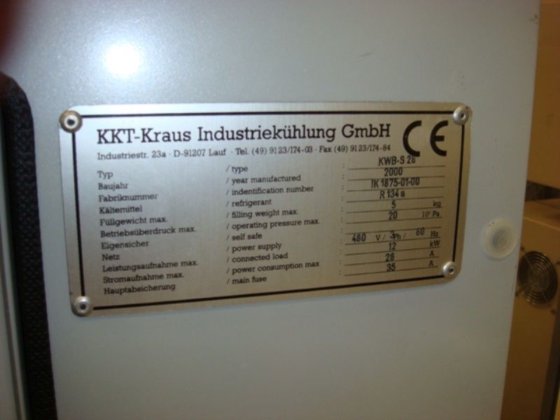 KKT-Kraus Industriekühlung GmbH CE
Industriestr. 23a · D-91207 Lauf · Tel. (49) 9123/174-03 · Fax (49) 9123/174-84
Typ / type : KWB-S 20
Baujahr / year manufactured : 2000
Fabriknummer / indentification number : IK 1875-01-00
Kältemittel / refrigerant : R 134 a
Füllgewicht max. / filling weight max. : 5 kg
Betriebsüberdruck max. / operating pressure max. : 20 10⁵ Pa.
Eigensicher / self safe :
Netz / power supply : 480 V / 3 Ph / 60 Hz
Leistungsaufnahme max. / connected load : 12 kW
Stromaufnahme max. / power consumption max : 28 A.
Hauptabsicherung / main fuse : 35 A.